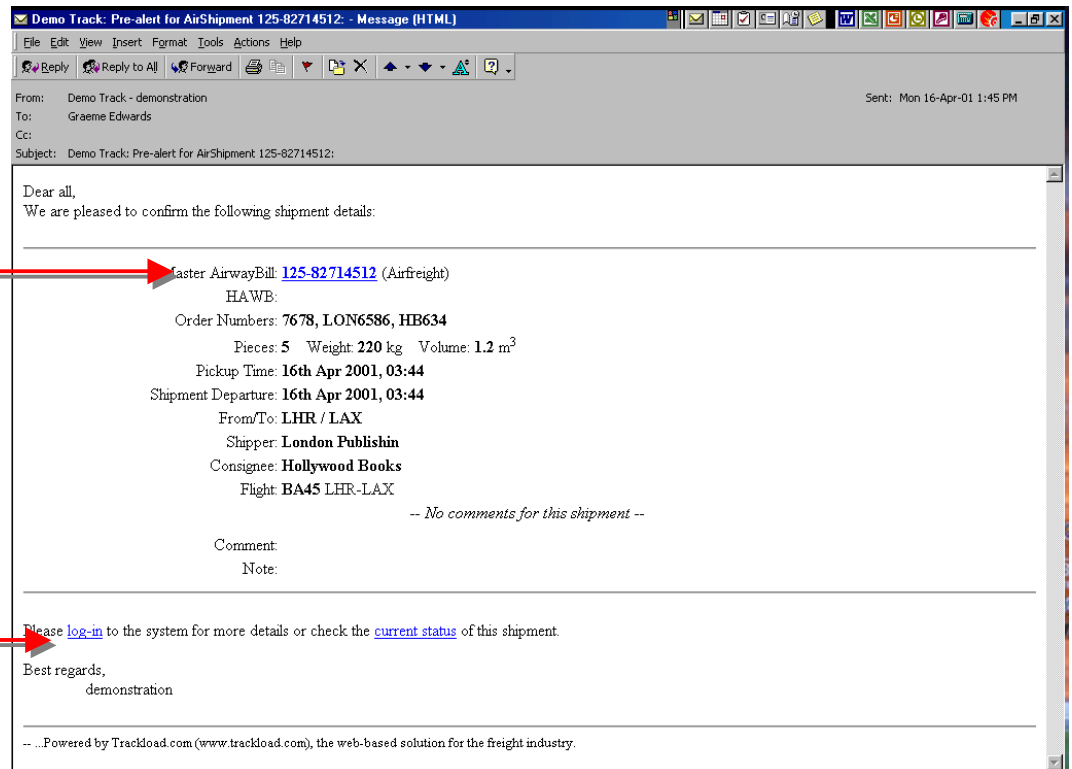 Demo Track: Pre-alert for AirShipment 125-82714512: - Message (HTML)
File Edit View Insert Format Tools Actions Help
Reply Reply to All Forward
From: Demo Track - demonstration Sent: Mon 16-Apr-01 1:45 PM
To: Graeme Edwards
Cc:
Subject: Demo Track: Pre-alert for AirShipment 125-82714512:
Dear all,
We are pleased to confirm the following shipment details:
aster AirwayBill: 125-82714512 (Airfreight)
HAWB:
Order Numbers: 7678, LON6586, HB634
Pieces: 5 Weight: 220 kg Volume: 1.2 m³
Pickup Time: 16th Apr 2001, 03:44
Shipment Departure: 16th Apr 2001, 03:44
From/To: LHR / LAX
Shipper: London Publishin
Consignee: Hollywood Books
Flight: BA45 LHR-LAX
-- No comments for this shipment --
Comment:
Note:
Please log-in to the system for more details or check the current status of this shipment.
Best regards,
demonstration
-- ...Powered by Trackload.com (www.trackload.com), the web-based solution for the freight industry.